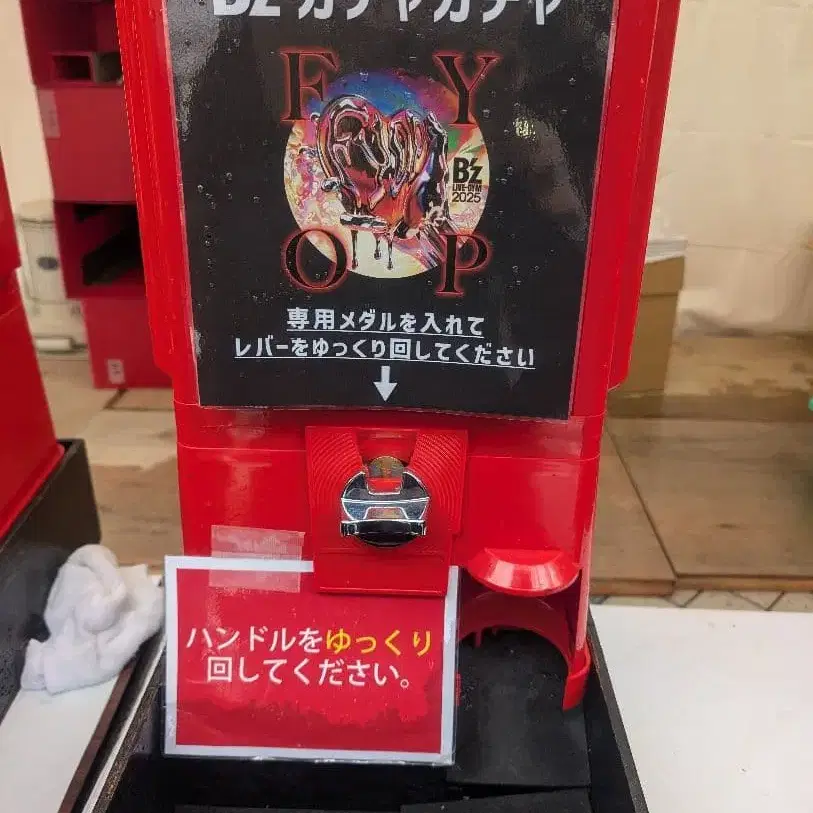 B'z ガチャガチャ
F Y
B'z
LIVE-GYM
2025
O P
専用メダルを入れて
レバーをゆっくり回してください
ハンドルをゆっくり
回してください。